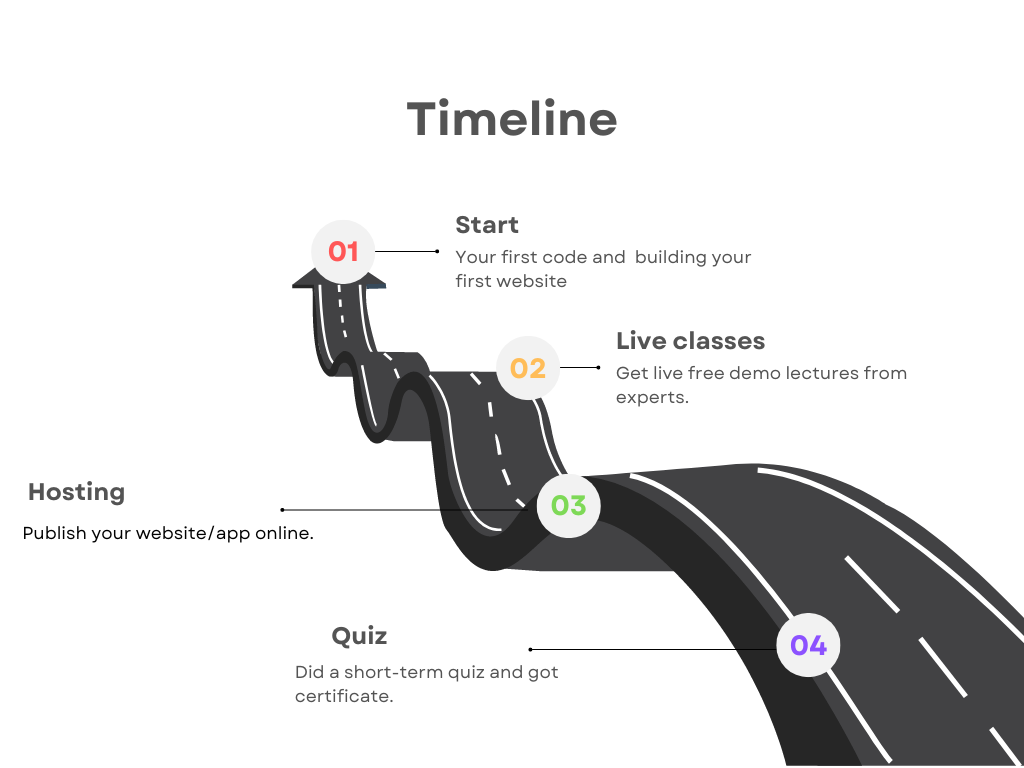 Timeline
01
Start
Your first code and  building your
first website
02
Live classes
Get live free demo lectures from
experts.
Hosting
03
Publish your website/app online.
Quiz
04
Did a short-term quiz and got
certificate.